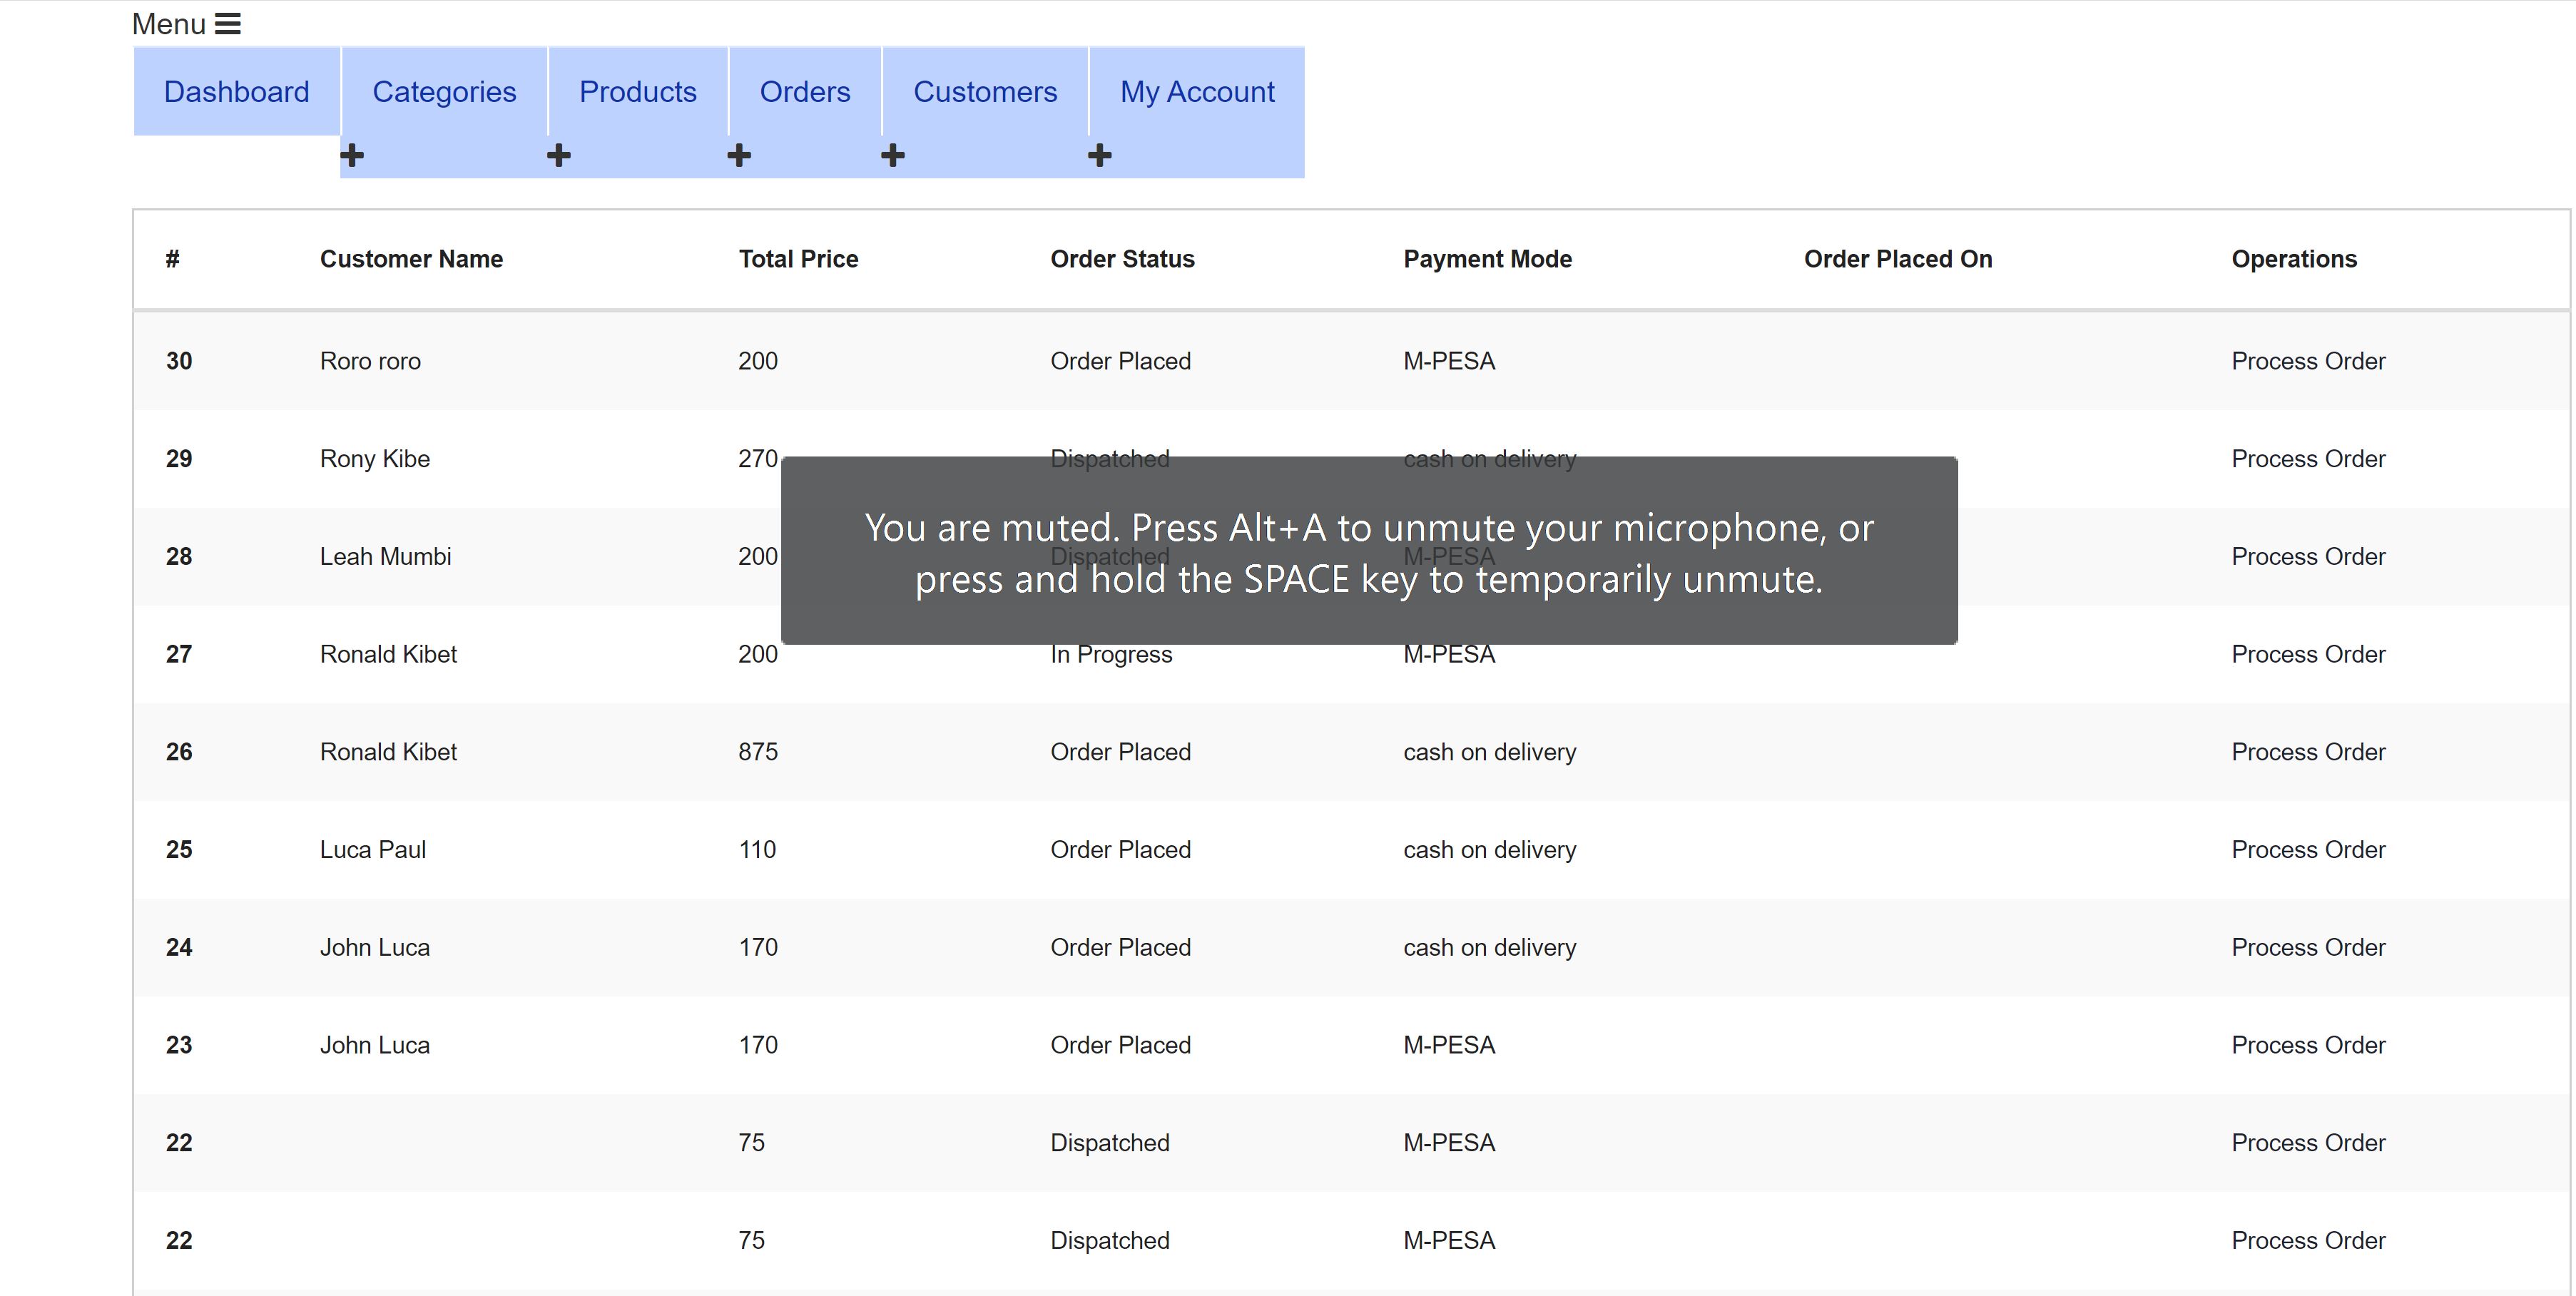 Menu
Dashboard Categories Products Orders Customers My Account
# Customer Name Total Price Order Status Payment Mode Order Placed On Operations
30 Roro roro 200 Order Placed M-PESA Process Order
29 Rony Kibe 270 Dispatched cash on delivery Process Order
You are muted. Press Alt+A to unmute your microphone, or
28 Leah Mumbi 200 Dispatched M-PESA Process Order
press and hold the SPACE key to temporarily unmute.
27 Ronald Kibet 200 In Progress M-PESA Process Order
26 Ronald Kibet 875 Order Placed cash on delivery Process Order
25 Luca Paul 110 Order Placed cash on delivery Process Order
24 John Luca 170 Order Placed cash on delivery Process Order
23 John Luca 170 Order Placed M-PESA Process Order
22 75 Dispatched M-PESA Process Order
22 75 Dispatched M-PESA Process Order